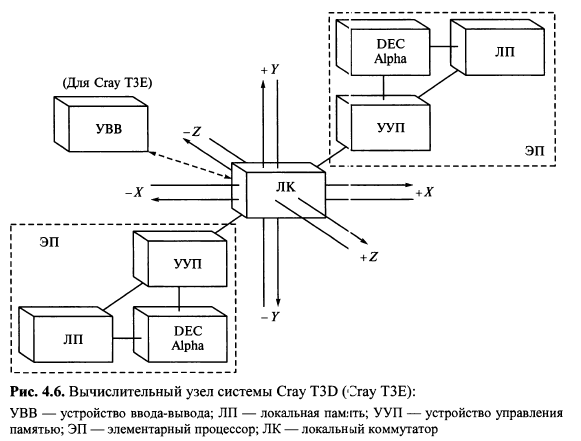 DEC
Alpha
ЛП
УУП
ЭП
(Для Cray T3E)
УВВ
+Y
−Z
ЛК
−X
+X
+Z
−Y
ЭП
УУП
ЛП
DEC
Alpha
Рис. 4.6. Вычислительный узел системы Cray T3D (Cray T3E):
УВВ — устройство ввода-вывода; ЛП — локальная память; УУП — устройство управления
памятью; ЭП — элементарный процессор; ЛК — локальный коммутатор